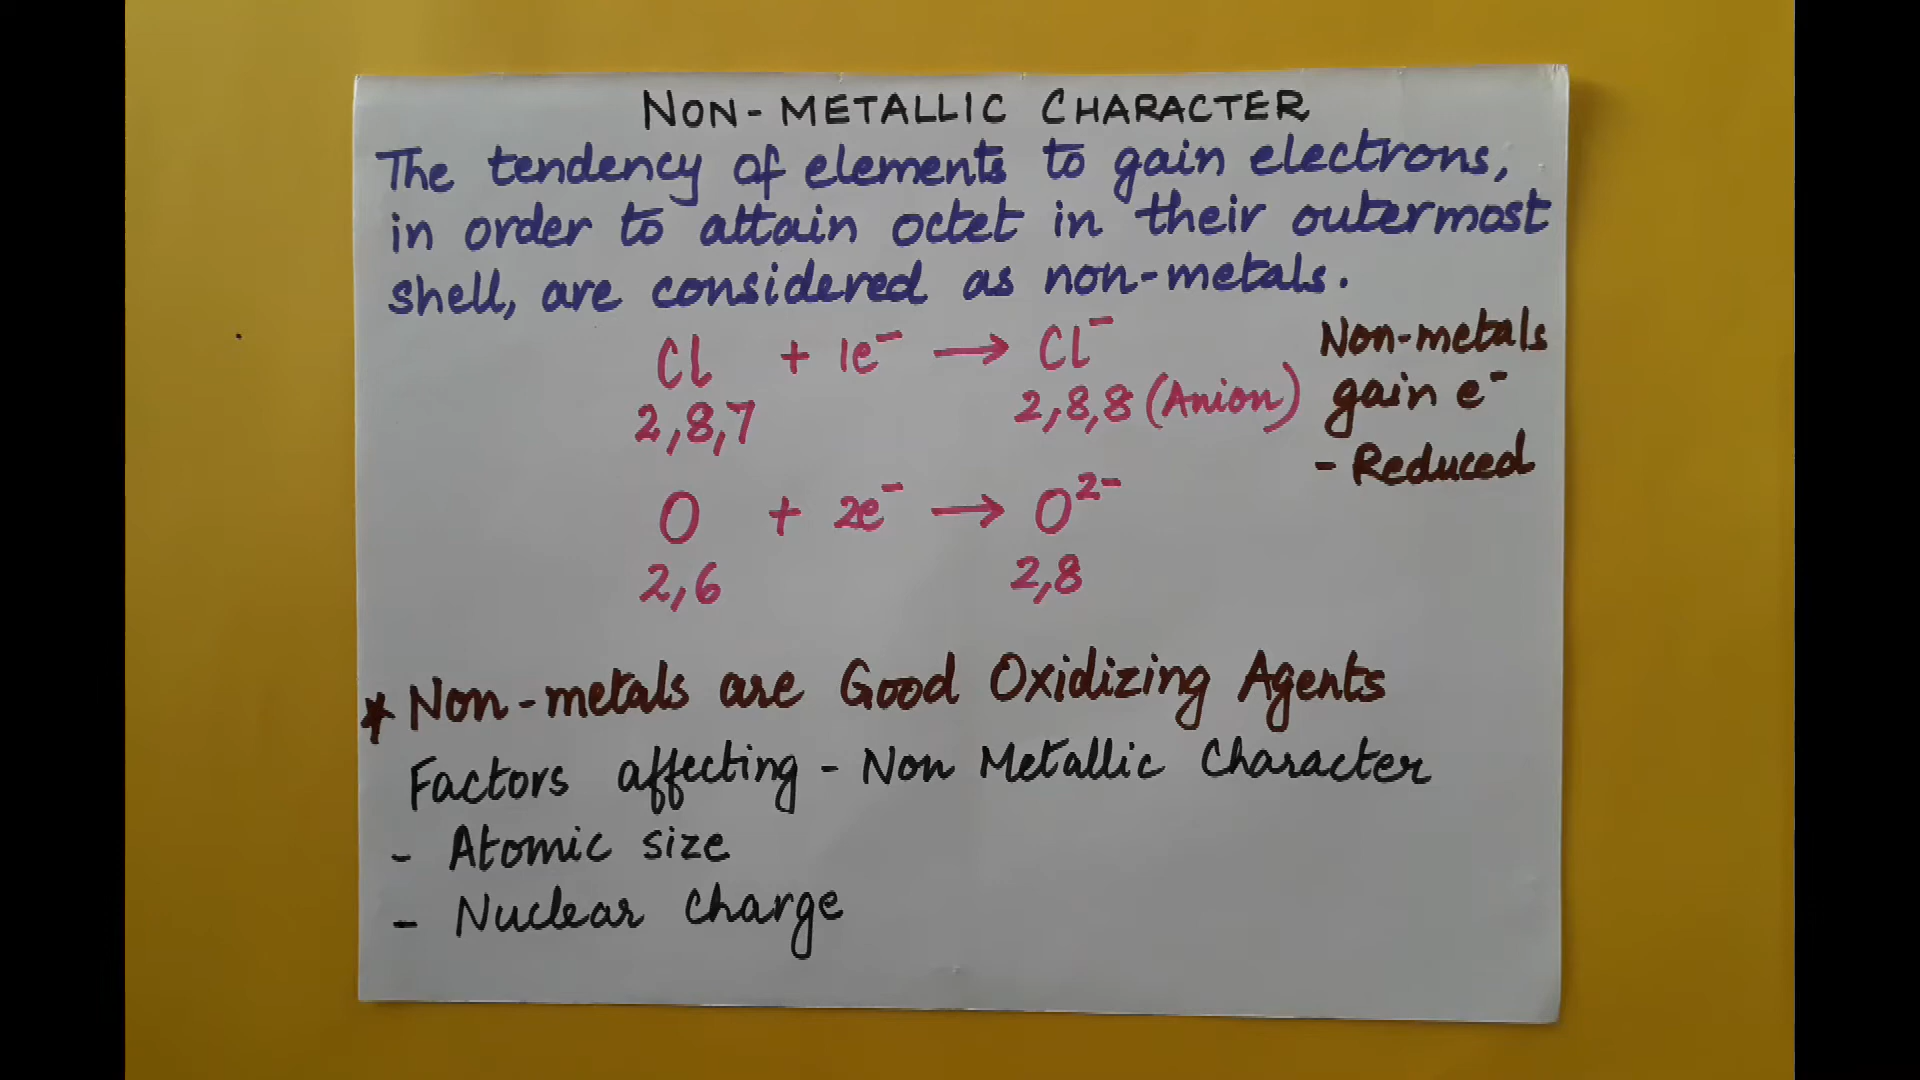 NON-METALLIC CHARACTER
The tendency of elements to gain electrons,
in order to attain octet in their outermost
shell, are considered as non-metals.
Cl + 1e⁻ → Cl⁻
2,8,7 2,8,8 (Anion)
Non-metals
gain e⁻
- Reduced
O + 2e⁻ → O²⁻
2,6 2,8
* Non-metals are Good Oxidizing Agents
Factors affecting - Non Metallic Character
- Atomic size
- Nuclear Charge